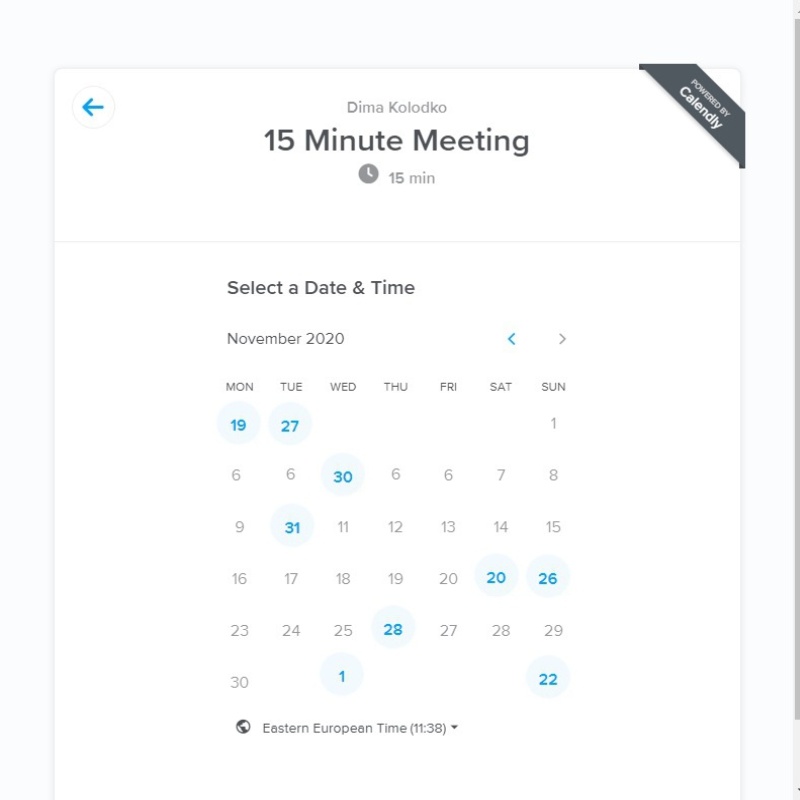 POWERED BY
Calendly
Dima Kolodko
15 Minute Meeting
15 min
Select a Date & Time
November 2020
MON TUE WED THU FRI SAT SUN
19 27 1
6 6 30 6 6 7 8
9 31 11 12 13 14 15
16 17 18 19 20 20 26
23 24 25 28 27 28 29
30 1 22
Eastern European Time (11:38)